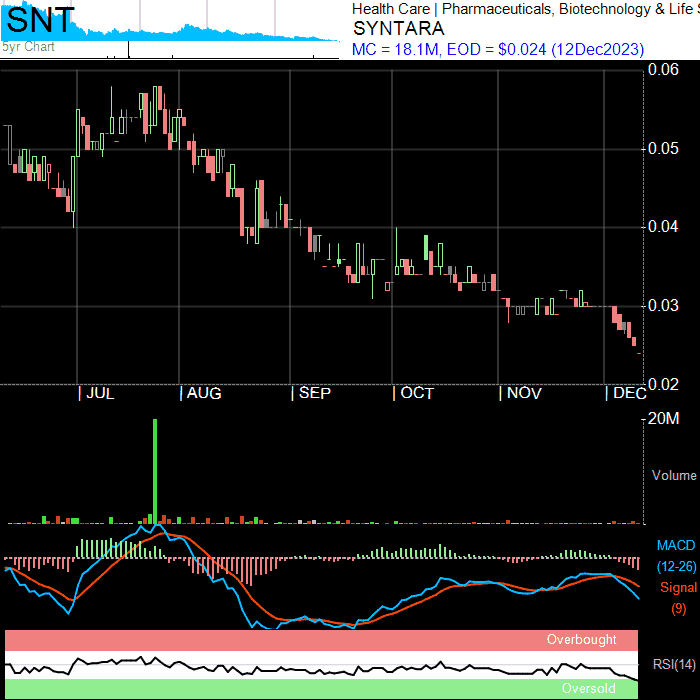 SNT
5yr Chart
Health Care | Pharmaceuticals, Biotechnology & Life S
SYNTARA
MC = 18.1M, EOD = $0.024 (12Dec2023)
0.06
0.05
0.04
0.03
0.02
| JUL | AUG | SEP | OCT | NOV | DEC
20M
Volume
MACD
(12-26)
Signal
(9)
Overbought
RSI(14)
Oversold